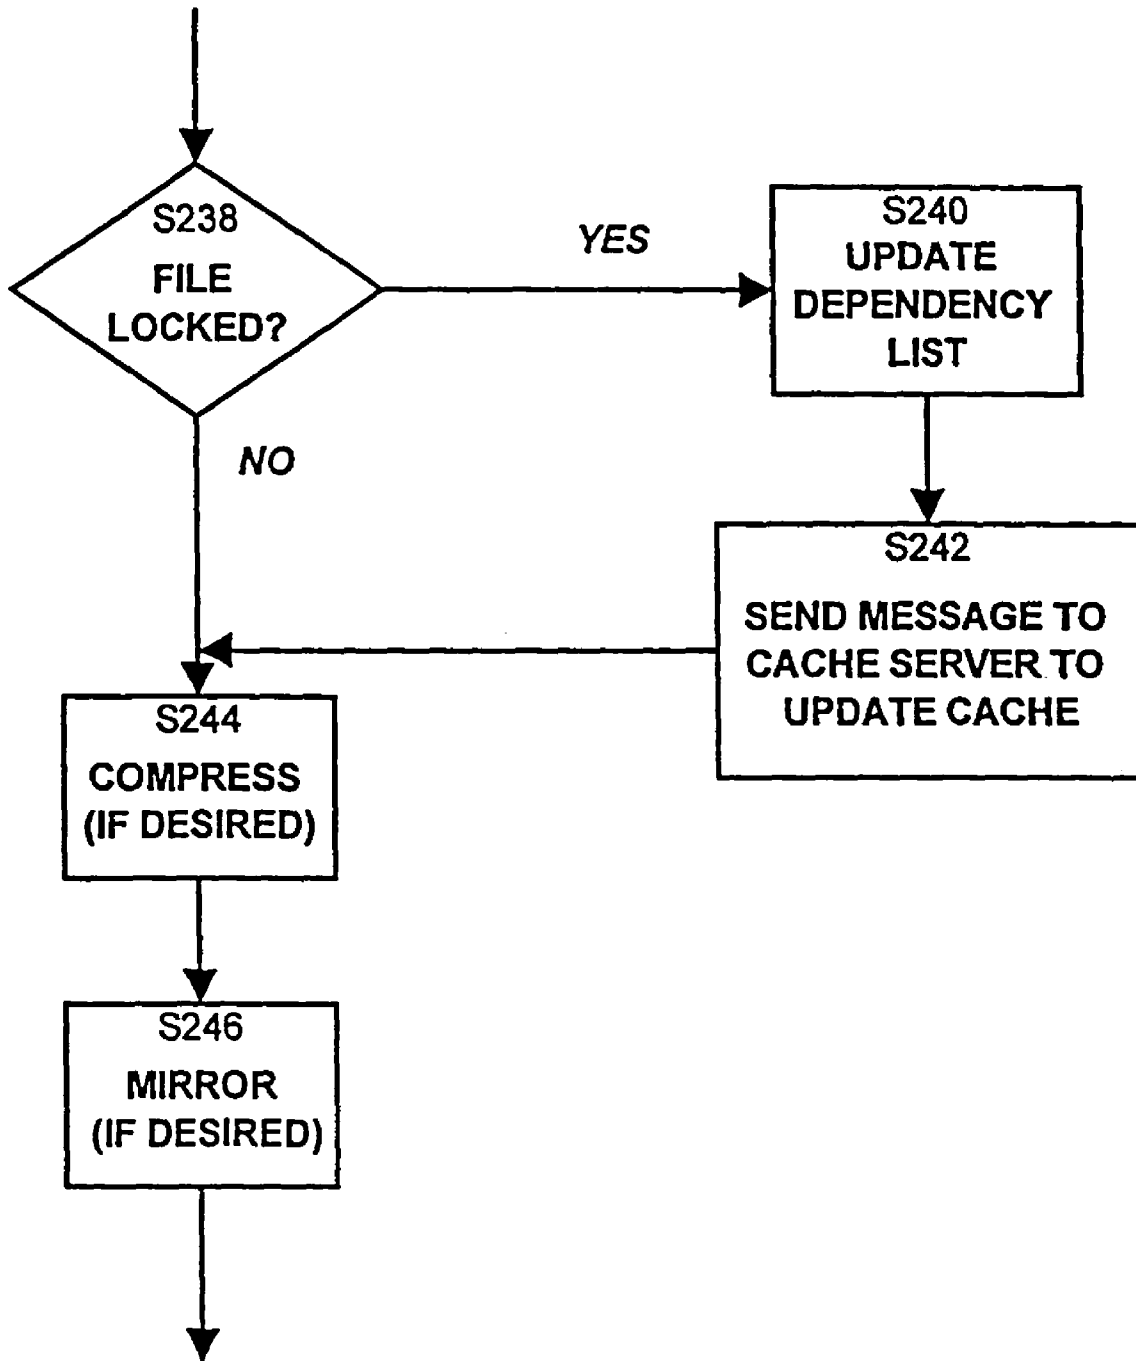 S238
FILE
LOCKED?
YES
S240
UPDATE
DEPENDENCY
LIST
NO
S242
SEND MESSAGE TO
CACHE SERVER TO
UPDATE CACHE
S244
COMPRESS
(IF DESIRED)
S246
MIRROR
(IF DESIRED)